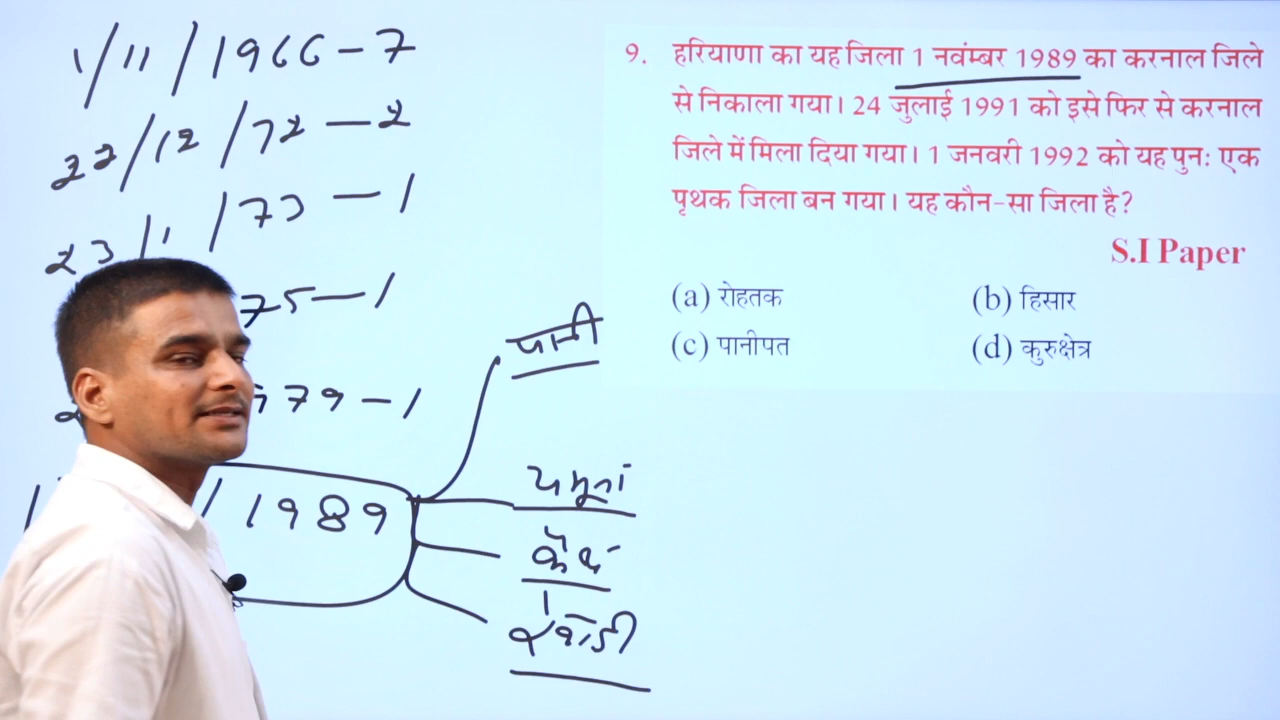 1/11/1966-7
22/12/72-2
23/1/73-1
75-1
79-1
1989
पानी
यमुना
कैथ
रेवाड़ी
9. हरियाणा का यह जिला 1 नवंम्बर 1989 का करनाल जिले
से निकाला गया। 24 जुलाई 1991 को इसे फिर से करनाल
जिले में मिला दिया गया। 1 जनवरी 1992 को यह पुनः एक
पृथक जिला बन गया। यह कौन-सा जिला है?
S.I Paper
(a) रोहतक (b) हिसार
(c) पानीपत (d) कुरुक्षेत्र